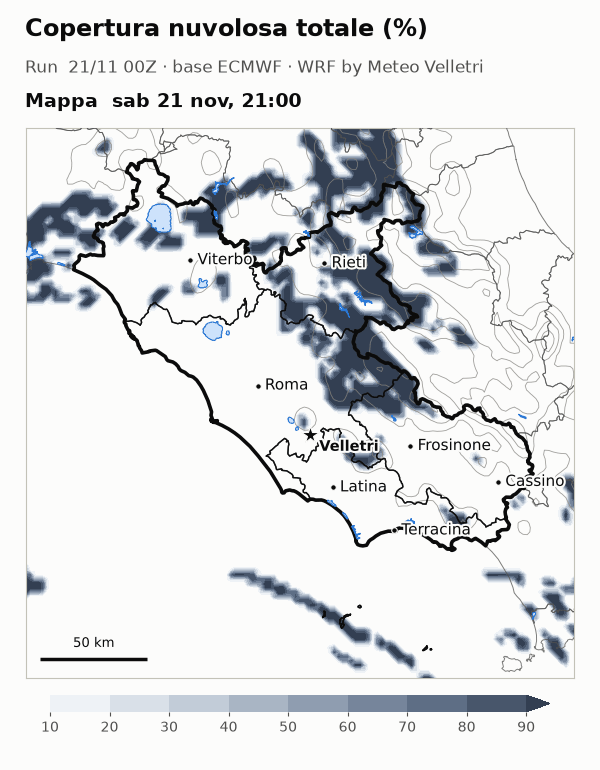 Copertura nuvolosa totale (%)
Run 21/11 00Z · base ECMWF · WRF by Meteo Velletri
Mappa sab 21 nov, 21:00
Viterbo
Rieti
Roma
Velletri
Frosinone
Latina
Cassino
Terracina
50 km
10 20 30 40 50 60 70 80 90